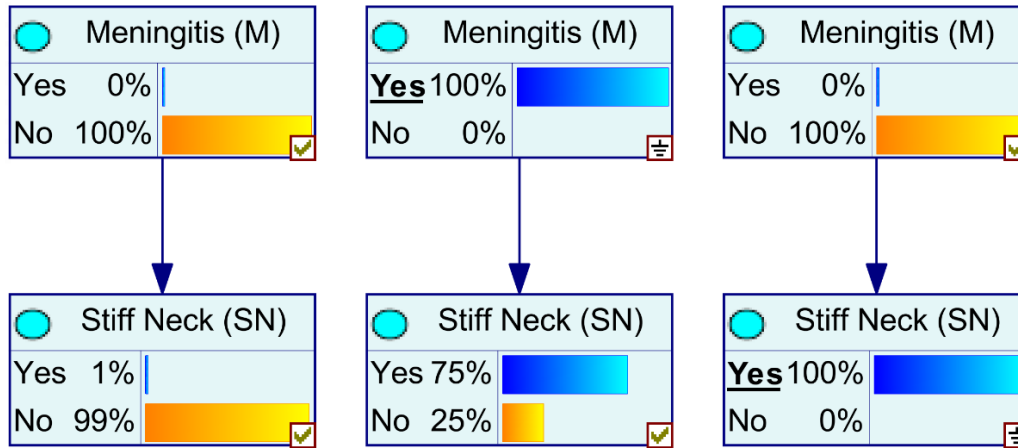 Meningitis (M)
Yes 0%
No 100%
Stiff Neck (SN)
Yes 1%
No 99%
Meningitis (M)
Yes 100%
No 0%
Stiff Neck (SN)
Yes 75%
No 25%
Meningitis (M)
Yes 0%
No 100%
Stiff Neck (SN)
Yes 100%
No 0%